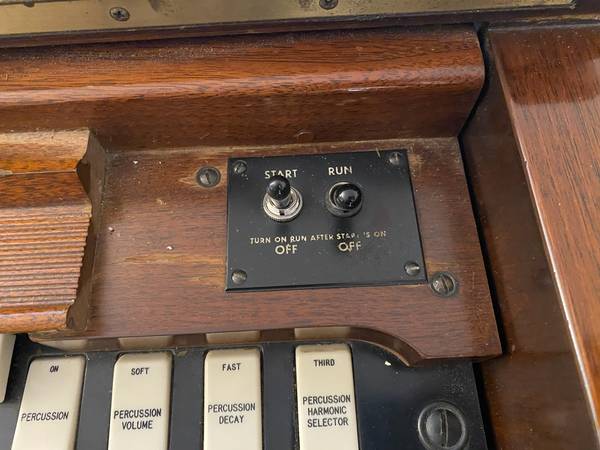 START RUN
TURN ON RUN AFTER START IS ON
OFF OFF
ON
PERCUSSION
SOFT
PERCUSSION
VOLUME
FAST
PERCUSSION
DECAY
THIRD
PERCUSSION
HARMONIC
SELECTOR